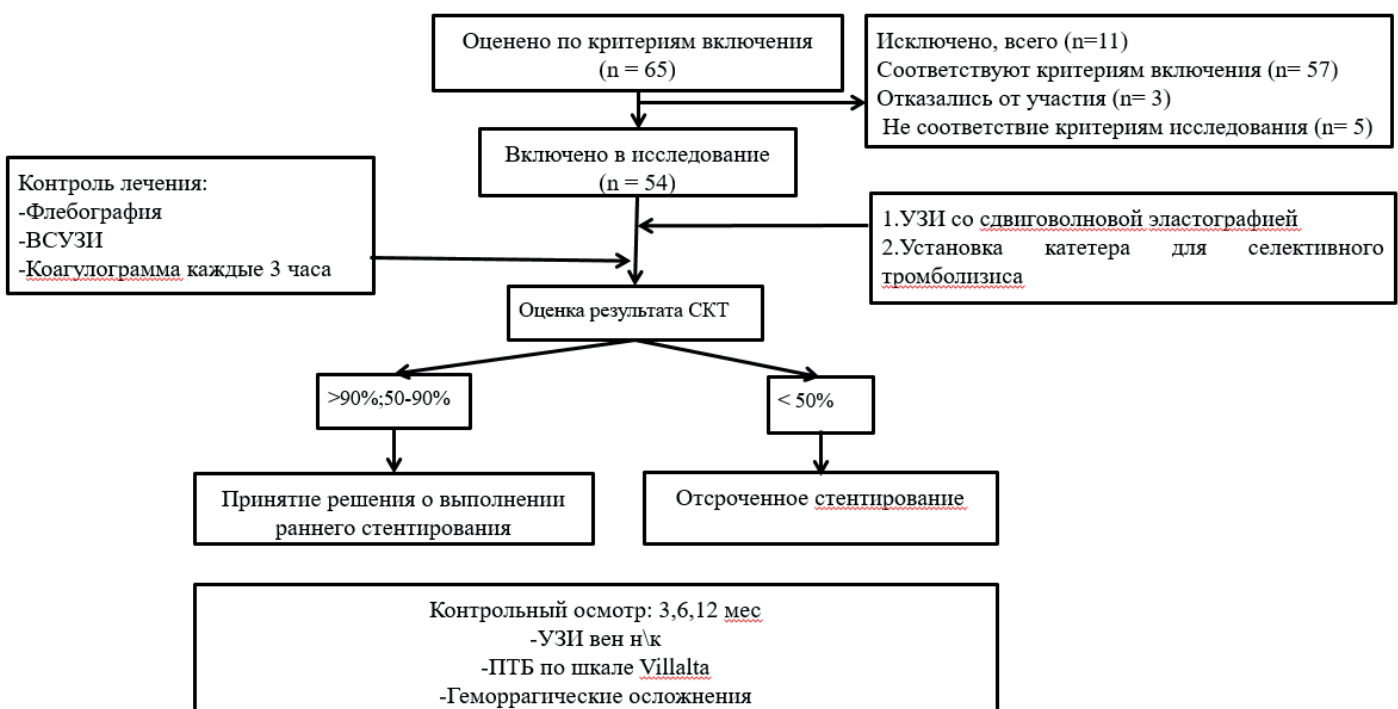 Оценено по критериям включения
(n = 65)
Исключено, всего (n=11)
Соответствуют критериям включения (n= 57)
Отказались от участия (n= 3)
Не соответствие критериям исследования (n= 5)
Включено в исследование
(n = 54)
Контроль лечения:
-Флебография
-ВСУЗИ
-Коагулограмма каждые 3 часа
1.УЗИ со сдвиговолновой эластографией
2.Установка катетера для селективного
тромболизиса
Оценка результата СКТ
>90%;50-90%
< 50%
Принятие решения о выполнении
раннего стентирования
Отсроченное стентирование
Контрольный осмотр: 3,6,12 мес
-УЗИ вен н\к
-ПТБ по шкале Villalta
-Геморрагические осложнения